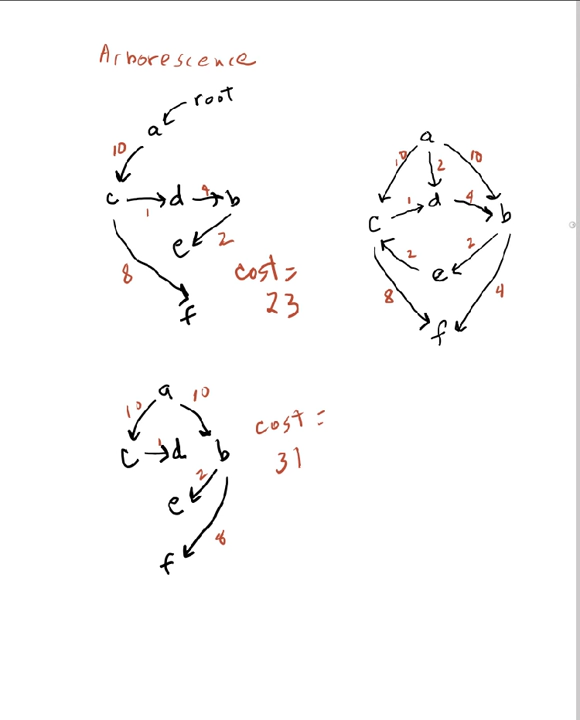 Arborescence
root
a
10
c d b
1 4
e 2
8
f
cost =
23
a
10 2 10
c 1 d 4 b
2 e 2
8 4
f
a
10 10
c 1 d b
2
e
8
f
cost =
31